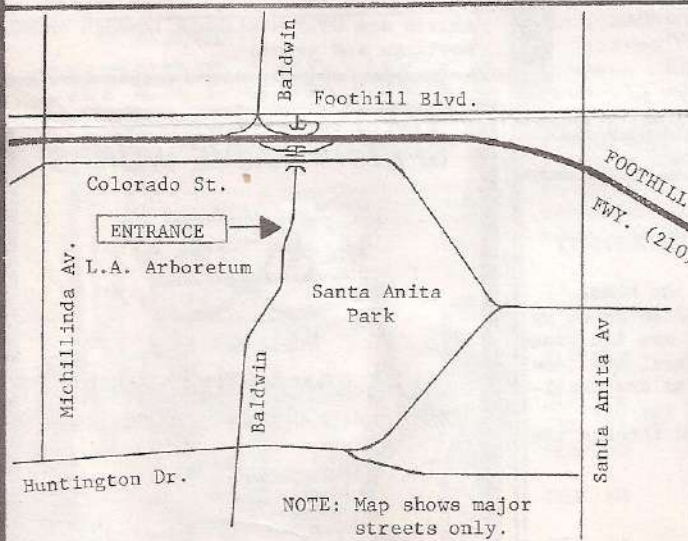 Baldwin
Foothill Blvd.
FOOTHILL
FWY. (210)
Colorado St.
ENTRANCE
L.A. Arboretum
Michillinda Av.
Santa Anita
Park
Baldwin
Santa Anita Av
Huntington Dr.
NOTE: Map shows major
streets only.